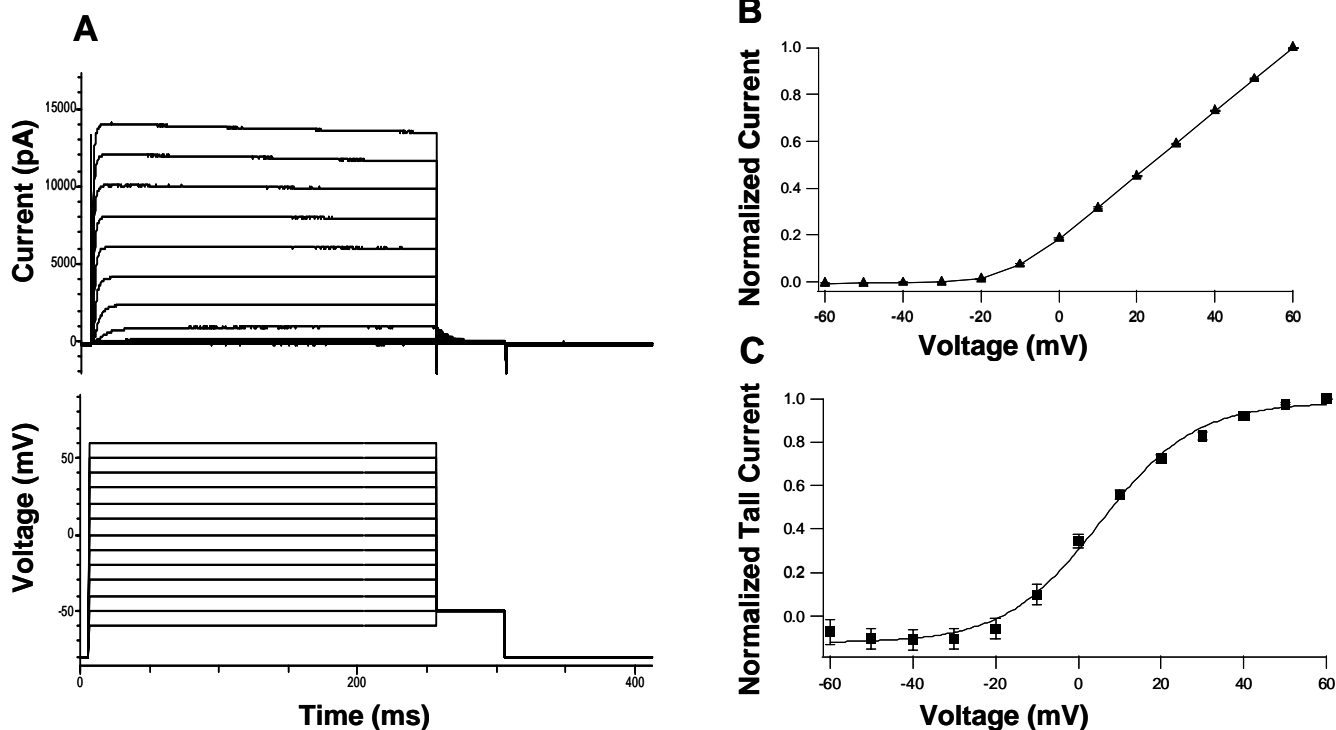 A
Current (pA)
15000
10000
5000
0
Voltage (mV)
50
0
-50
0 200 400
Time (ms)
B
Normalized Current
1.0
0.8
0.6
0.4
0.2
0.0
-60 -40 -20 0 20 40 60
Voltage (mV)
C
Normalized Tall Current
1.0
0.8
0.6
0.4
0.2
0.0
-60 -40 -20 0 20 40 60
Voltage (mV)